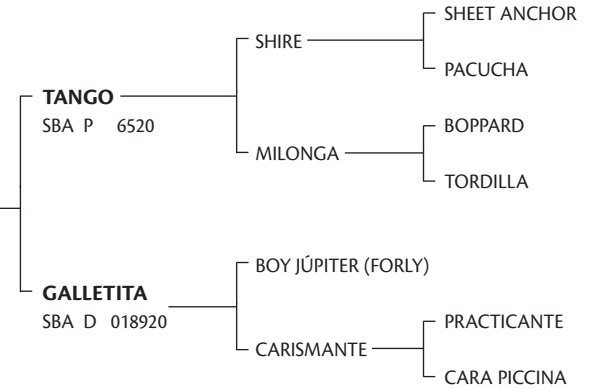 SHEET ANCHOR
SHIRE
PACUCHA
TANGO
SBA P 6520
BOPPARD
MILONGA
TORDILLA
BOY JÚPITER (FORLY)
GALLETITA
SBA D 018920
PRACTICANTE
CARISMANTE
CARA PICCINA